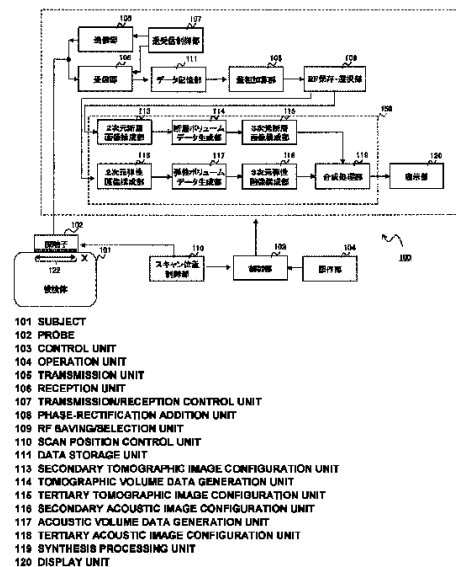 105
107
送信部
送受信制御部
106
111
108
109
受信部
データ記憶部
整相加算部
RF保存・選択部
150
113
114
115
2次元断層
画像構成部
断層ボリューム
データ生成部
3次元断層
画像構成部
116
117
118
119
120
2次元弾性
画像構成部
弾性ボリューム
データ生成部
3次元弾性
画像構成部
合成処理部
表示部
102
探触子
101
X
122
被検体
110
スキャン位置
制御部
103
制御部
104
操作部
100
101 SUBJECT
102 PROBE
103 CONTROL UNIT
104 OPERATION UNIT
105 TRANSMISSION UNIT
106 RECEPTION UNIT
107 TRANSMISSION/RECEPTION CONTROL UNIT
108 PHASE-RECTIFICATION ADDITION UNIT
109 RF SAVING/SELECTION UNIT
110 SCAN POSITION CONTROL UNIT
111 DATA STORAGE UNIT
113 SECONDARY TOMOGRAPHIC IMAGE CONFIGURATION UNIT
114 TOMOGRAPHIC VOLUME DATA GENERATION UNIT
115 TERTIARY TOMOGRAPHIC IMAGE CONFIGURATION UNIT
116 SECONDARY ACOUSTIC IMAGE CONFIGURATION UNIT
117 ACOUSTIC VOLUME DATA GENERATION UNIT
118 TERTIARY ACOUSTIC IMAGE CONFIGURATION UNIT
119 SYNTHESIS PROCESSING UNIT
120 DISPLAY UNIT